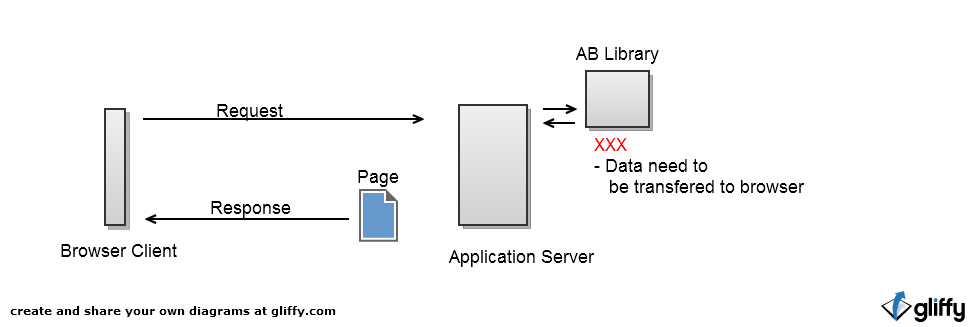 AB Library
Request
XXX
- Data need to
be transfered to browser
Page
Response
Browser Client
Application Server
create and share your own diagrams at gliffy.com
gliffy